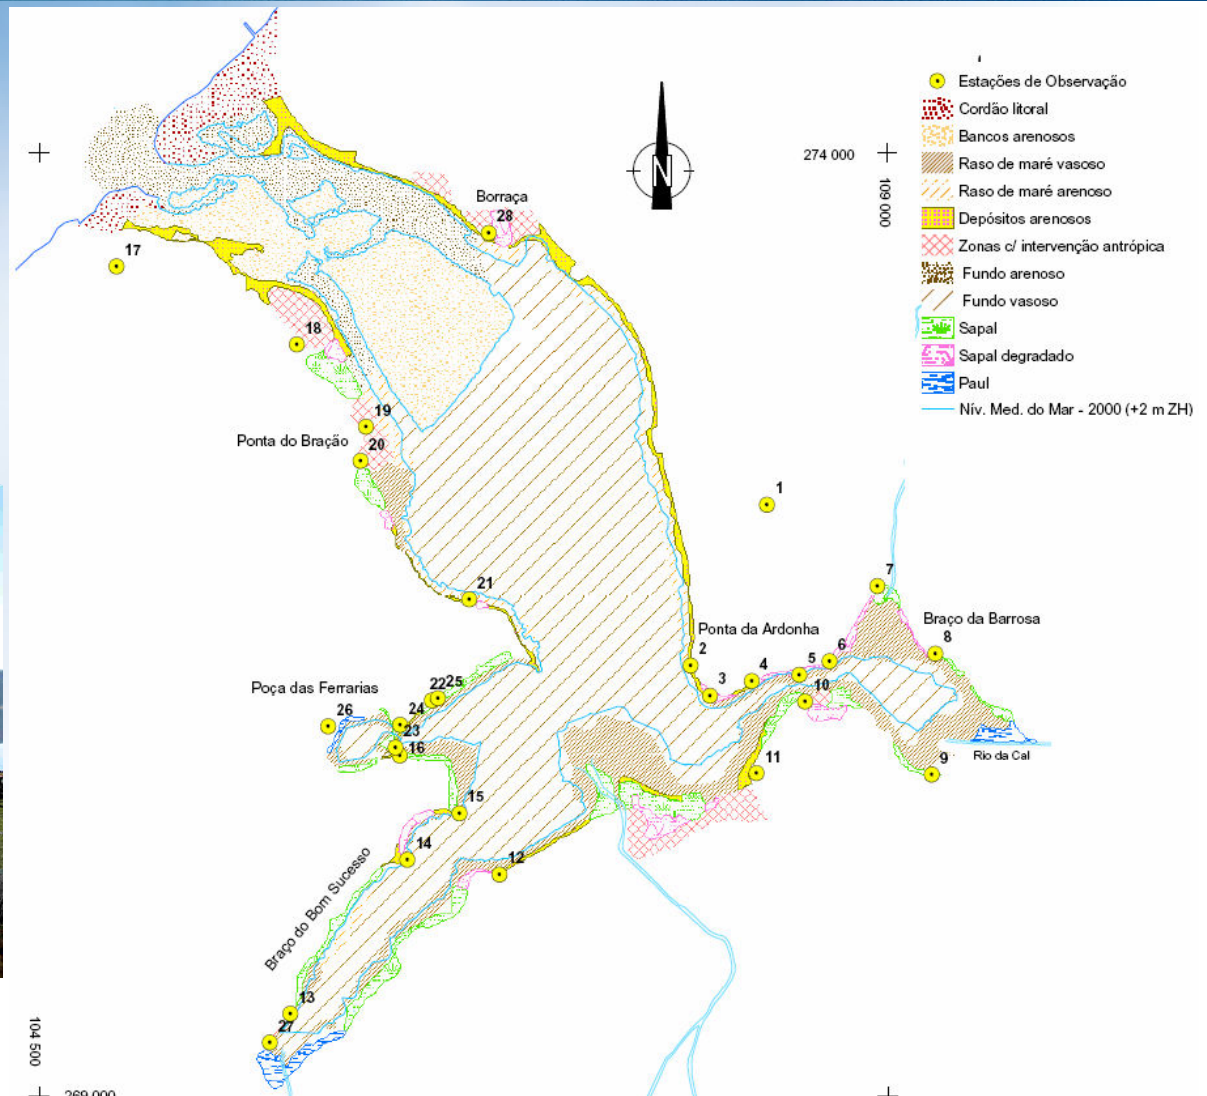 Estações de Observação
Cordão litoral
Bancos arenosos
Raso de maré vasoso
Raso de maré arenoso
Depósitos arenosos
Zonas c/ intervenção antrópica
Fundo arenoso
Fundo vasoso
Sapal
Sapal degradado
Paul
Nív. Med. do Mar - 2000 (+2 m ZH)
274 000
109 000
N
Borraça
28
17
18
19
Ponta do Bração
20
1
21
7
Ponta da Ardonha
Braço da Barrosa
2
3
4
5
6
8
10
Poça das Ferrarias
22
25
26
24
23
16
11
9
Rio da Cal
15
14
12
Braço do Bom Sucesso
13
27
104 500
269 000